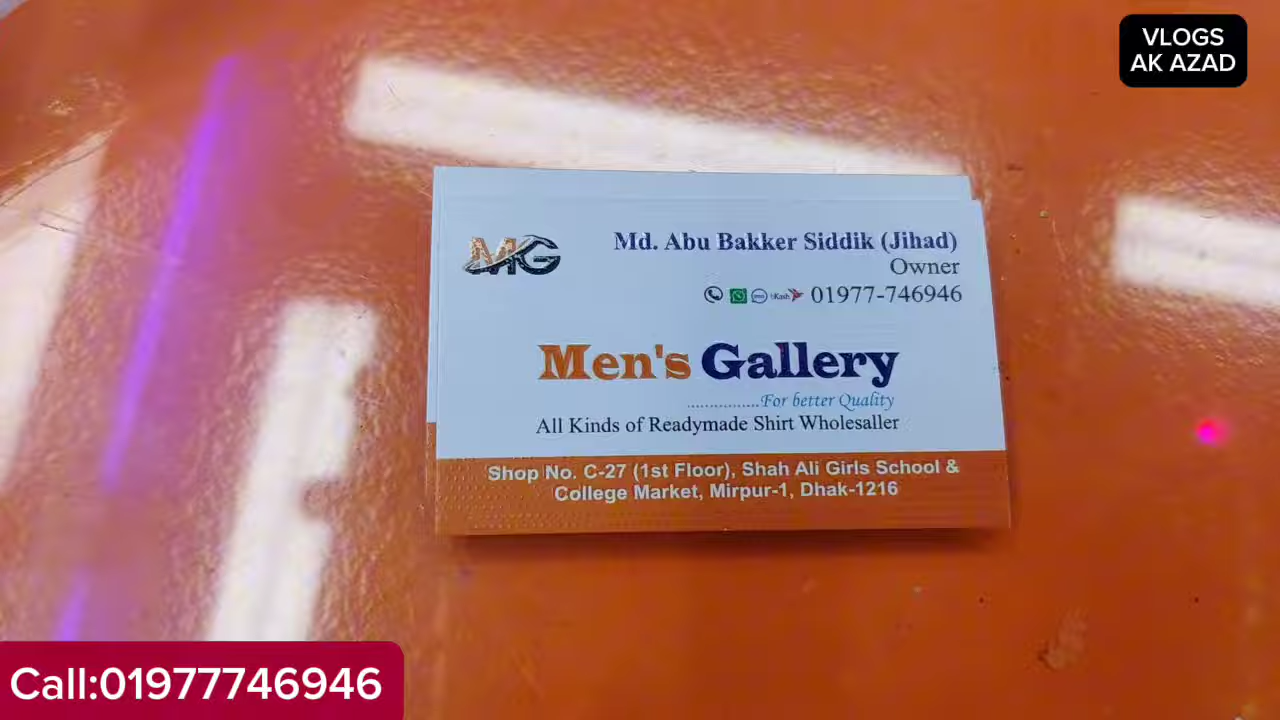 VLOGS
AK AZAD
MG
Md. Abu Bakker Siddik (Jihad)
Owner
01977-746946
Men's Gallery
................For better Quality
All Kinds of Readymade Shirt Wholesaller
Shop No. C-27 (1st Floor), Shah Ali Girls School &
College Market, Mirpur-1, Dhak-1216
Call:01977746946